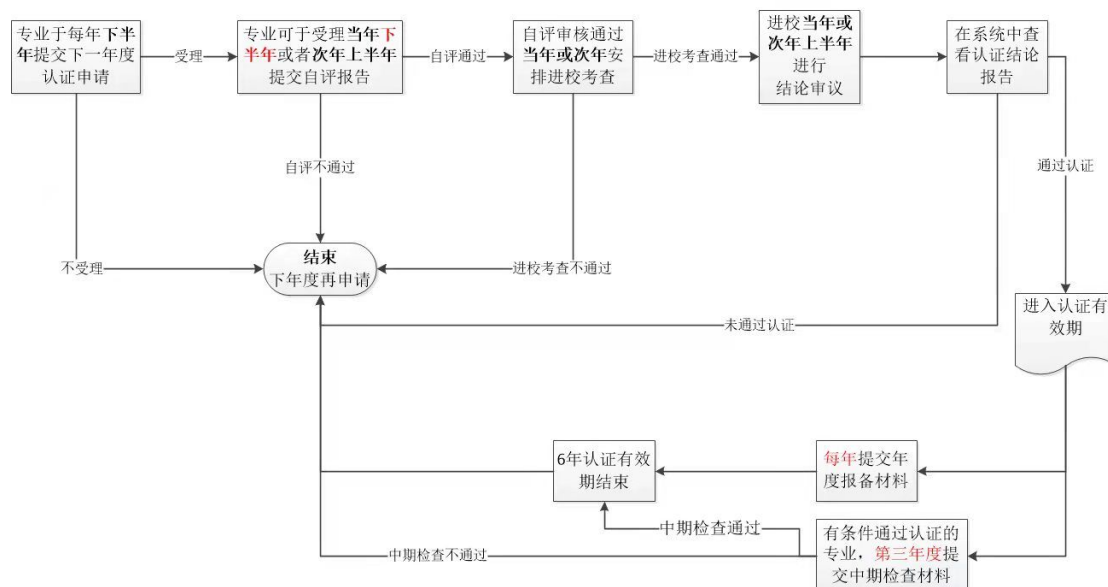 专业于每年下半
年提交下一年度
认证申请
受理
专业可于受理当年下
半年或者次年上半年
提交自评报告
自评通过
自评审核通过
当年或次年安
排进校考查
进校考查通过
进校当年或
次年上半年
进行
结论审议
在系统中查
看认证结论
报告
自评不通过
通过认证
不受理
结束
下年度再申请
进校考查不通过
未通过认证
进入认证有
效期
6年认证有效
期结束
每年提交年
度报备材料
中期检查通过
中期检查不通过
有条件通过认证的
专业，第三年度提
交中期检查材料